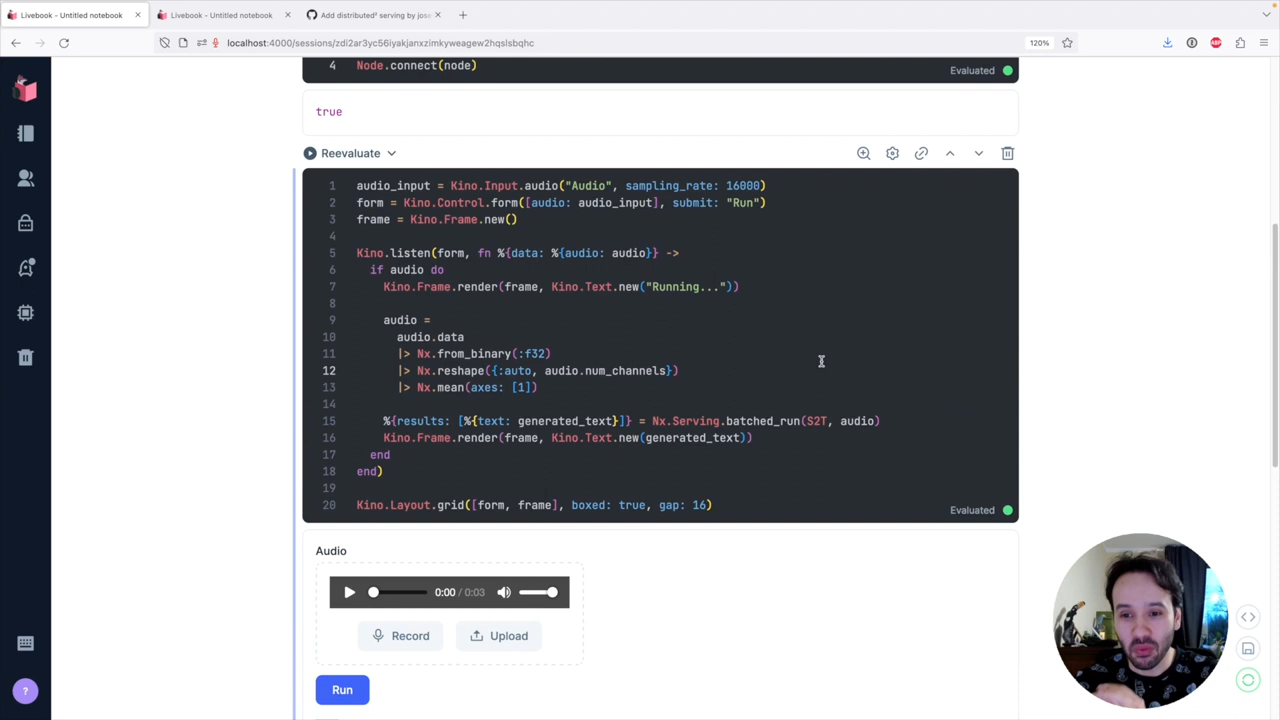 Livebook - Untitled notebook
Livebook - Untitled notebook
Add distributed² serving by jose
localhost:4000/sessions/zdi2ar3yc56iyakjanxzimkyweagew2hqslsbqhc
120%
4 Node.connect(node)
Evaluated
true
Reevaluate
1 audio_input = Kino.Input.audio("Audio", sampling_rate: 16000)
2 form = Kino.Control.form([audio: audio_input], submit: "Run")
3 frame = Kino.Frame.new()
4
5 Kino.listen(form, fn %{data: %{audio: audio}} ->
6 if audio do
7 Kino.Frame.render(frame, Kino.Text.new("Running..."))
8
9 audio =
10 audio.data
11 |> Nx.from_binary(:f32)
12 |> Nx.reshape({:auto, audio.num_channels})
13 |> Nx.mean(axes: [1])
14
15 %{results: [%{text: generated_text}]} = Nx.Serving.batched_run(S2T, audio)
16 Kino.Frame.render(frame, Kino.Text.new(generated_text))
17 end
18 end)
19
20 Kino.Layout.grid([form, frame], boxed: true, gap: 16)
Evaluated
Audio
0:00 / 0:03
Record
Upload
Run
?
ABP